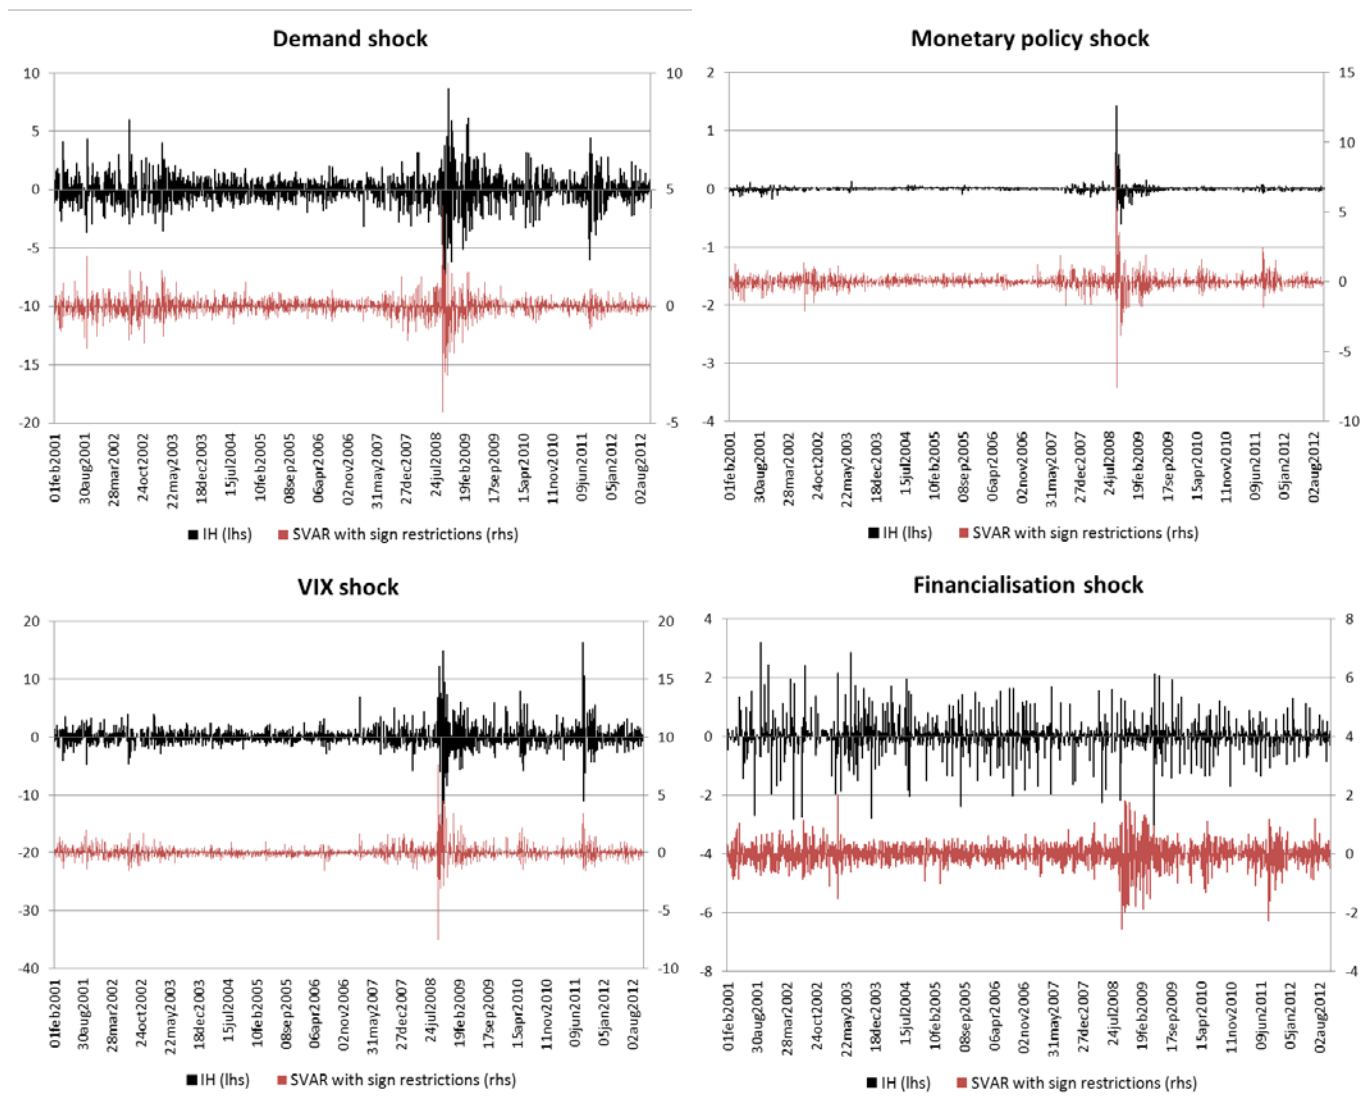 Demand shock
10
5
0
-5
-10
-15
-20
10
5
0
-5
01feb2001
30aug2001
28mar2002
24oct2002
22may2003
18dec2003
15jul2004
10feb2005
08sep2005
06apr2006
02nov2006
31may2007
27dec2007
24jul2008
19feb2009
17sep2009
15apr2010
11nov2010
09jun2011
05jan2012
02aug2012
IH (lhs) SVAR with sign restrictions (rhs)
Monetary policy shock
2
1
0
-1
-2
-3
-4
15
10
5
0
-5
-10
01feb2001
30aug2001
28mar2002
24oct2002
22may2003
18dec2003
15jul2004
10feb2005
08sep2005
06apr2006
02nov2006
31may2007
27dec2007
24jul2008
19feb2009
17sep2009
15apr2010
11nov2010
09jun2011
05jan2012
02aug2012
IH (lhs) SVAR with sign restrictions (rhs)
VIX shock
20
10
0
-10
-20
-30
-40
20
15
10
5
0
-5
-10
01feb2001
30aug2001
28mar2002
24oct2002
22may2003
18dec2003
15jul2004
10feb2005
08sep2005
06apr2006
02nov2006
31may2007
27dec2007
24jul2008
19feb2009
17sep2009
15apr2010
11nov2010
09jun2011
05jan2012
02aug2012
IH (lhs) SVAR with sign restrictions (rhs)
Financialisation shock
4
2
0
-2
-4
-6
-8
8
6
4
2
0
-2
-4
01feb2001
30aug2001
28mar2002
24oct2002
22may2003
18dec2003
15jul2004
10feb2005
08sep2005
06apr2006
02nov2006
31may2007
27dec2007
24jul2008
19feb2009
17sep2009
15apr2010
11nov2010
09jun2011
05jan2012
02aug2012
IH (lhs) SVAR with sign restrictions (rhs)